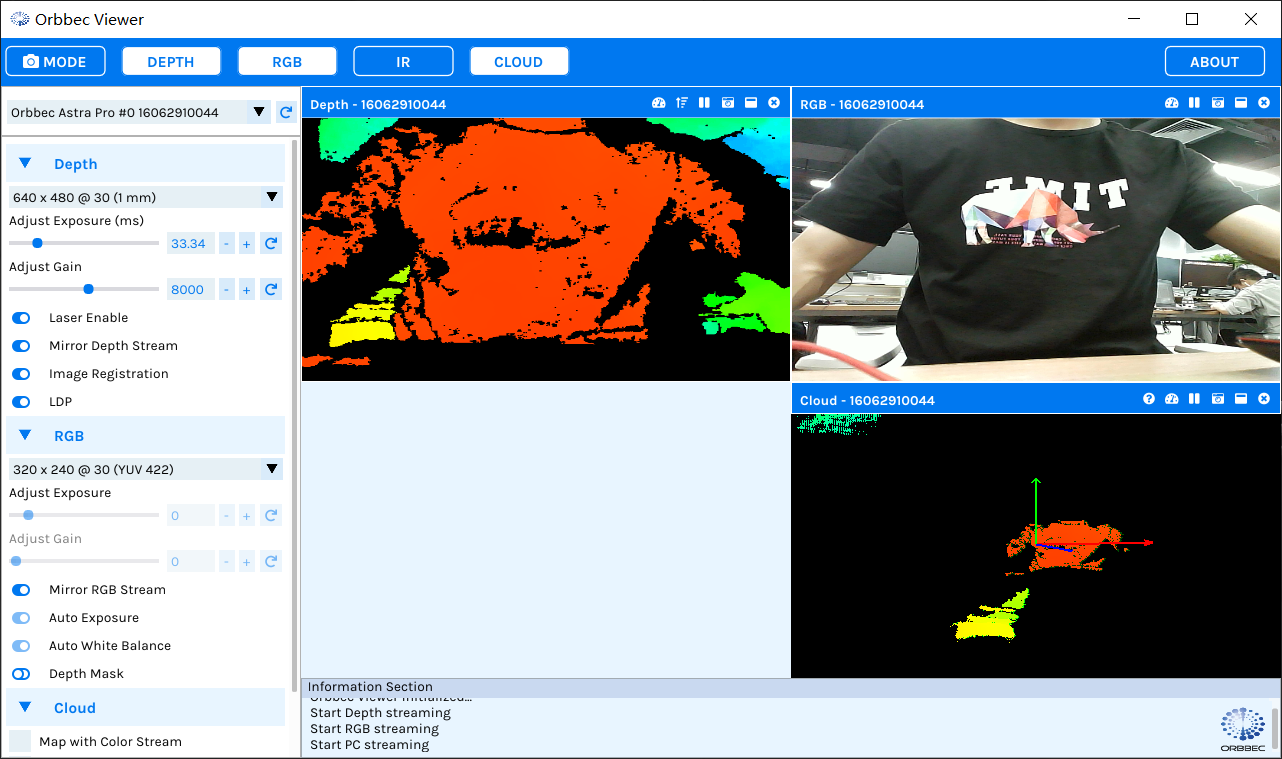 Orbbec Viewer
MODE
DEPTH
RGB
IR
CLOUD
ABOUT
Orbbec Astra Pro #0 16062910044
Depth
640 x 480 @ 30 (1 mm)
Adjust Exposure (ms)
33.34 - +
Adjust Gain
8000 - +
Laser Enable
Mirror Depth Stream
Image Registration
LDP
RGB
320 x 240 @ 30 (YUV 422)
Adjust Exposure
0 - +
Adjust Gain
0 - +
Mirror RGB Stream
Auto Exposure
Auto White Balance
Depth Mask
Cloud
Map with Color Stream
Depth - 16062910044
RGB - 16062910044
Cloud - 16062910044
?
Information Section
Orbbec Viewer initialized...
Start Depth streaming
Start RGB streaming
Start PC streaming
ORBBEC